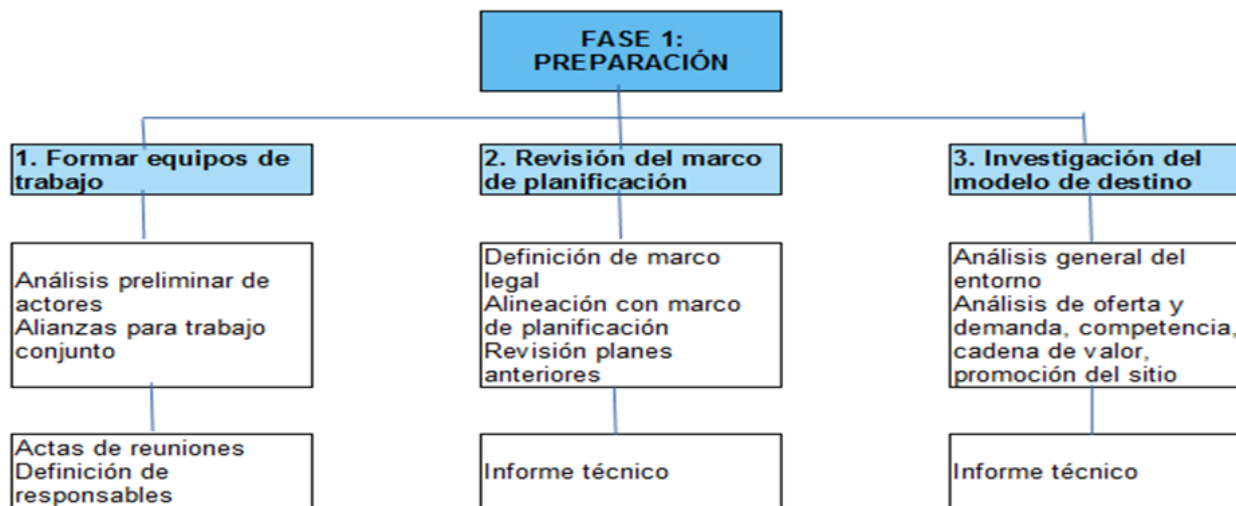 FASE 1:
PREPARACIÓN
1. Formar equipos de
trabajo
2. Revisión del marco
de planificación
3. Investigación del
modelo de destino
Análisis preliminar de
actores
Alianzas para trabajo
conjunto
Definición de marco
legal
Alineación con marco
de planificación
Revisión planes
anteriores
Análisis general del
entorno
Análisis de oferta y
demanda, competencia,
cadena de valor,
promoción del sitio
Actas de reuniones
Definición de
responsables
Informe técnico
Informe técnico